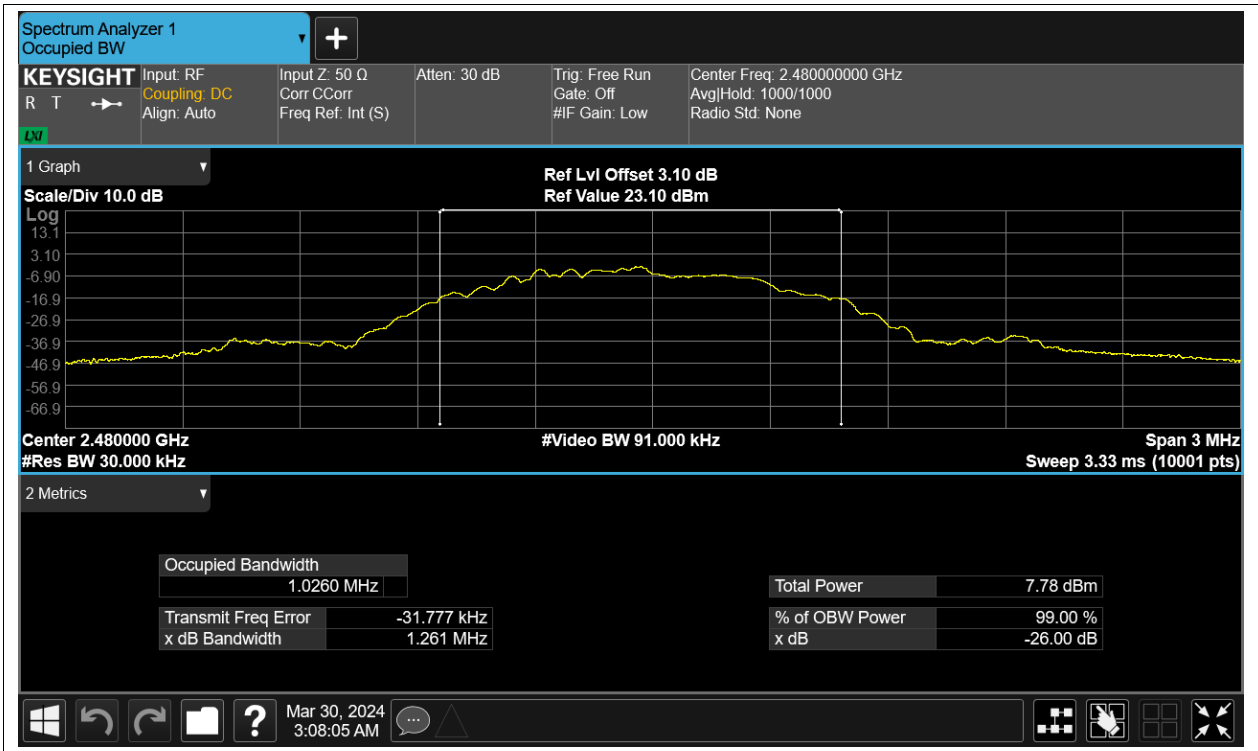 Spectrum Analyzer 1
Occupied BW
+
KEYSIGHT
R T
LXI
Input: RF
Coupling: DC
Align: Auto
Input Z: 50 Ω
Corr CCorr
Freq Ref: Int (S)
Atten: 30 dB
Trig: Free Run
Gate: Off
#IF Gain: Low
Center Freq: 2.480000000 GHz
Avg|Hold: 1000/1000
Radio Std: None
1 Graph
Scale/Div 10.0 dB
Ref Lvl Offset 3.10 dB
Ref Value 23.10 dBm
Log
13.1
3.10
-6.90
-16.9
-26.9
-36.9
-46.9
-56.9
-66.9
Center 2.480000 GHz
#Res BW 30.000 kHz
#Video BW 91.000 kHz
Span 3 MHz
Sweep 3.33 ms (10001 pts)
2 Metrics
Occupied Bandwidth
1.0260 MHz
Transmit Freq Error -31.777 kHz
x dB Bandwidth 1.261 MHz
Total Power 7.78 dBm
% of OBW Power 99.00 %
x dB -26.00 dB
?
Mar 30, 2024
3:08:05 AM